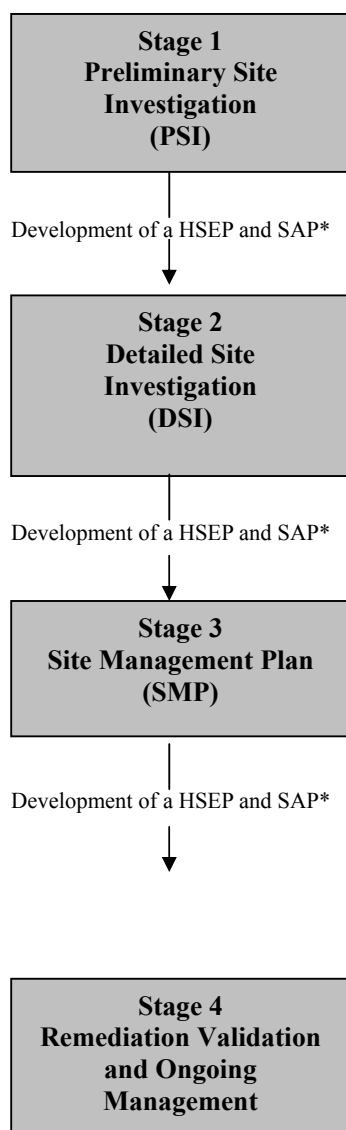 Stage 1
Preliminary Site
Investigation
(PSI)
Development of a HSEP and SAP*
Stage 2
Detailed Site
Investigation
(DSI)
Development of a HSEP and SAP*
Stage 3
Site Management Plan
(SMP)
Development of a HSEP and SAP*
Stage 4
Remediation Validation
and Ongoing
Management